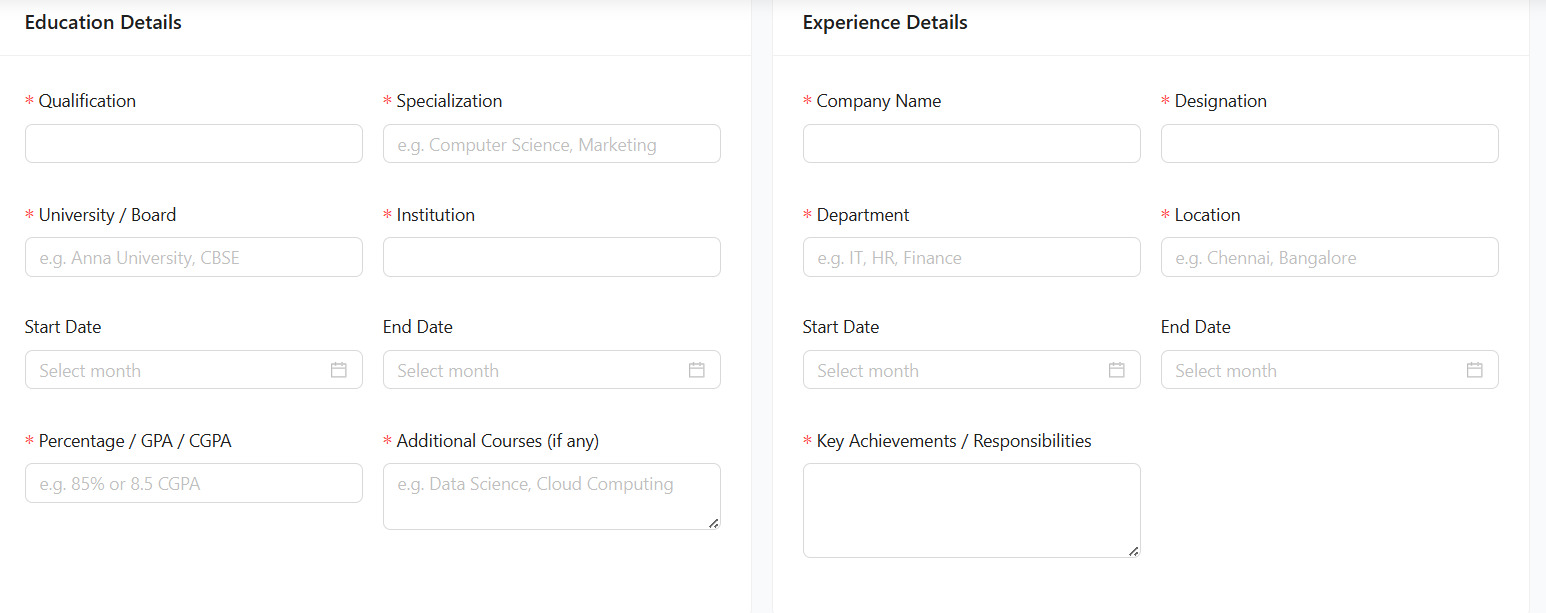 Education Details
* Qualification
* Specialization
e.g. Computer Science, Marketing
* University / Board
* Institution
e.g. Anna University, CBSE
Start Date
End Date
Select month
Select month
* Percentage / GPA / CGPA
* Additional Courses (if any)
e.g. 85% or 8.5 CGPA
e.g. Data Science, Cloud Computing
Experience Details
* Company Name
* Designation
* Department
* Location
e.g. IT, HR, Finance
e.g. Chennai, Bangalore
Start Date
End Date
Select month
Select month
* Key Achievements / Responsibilities